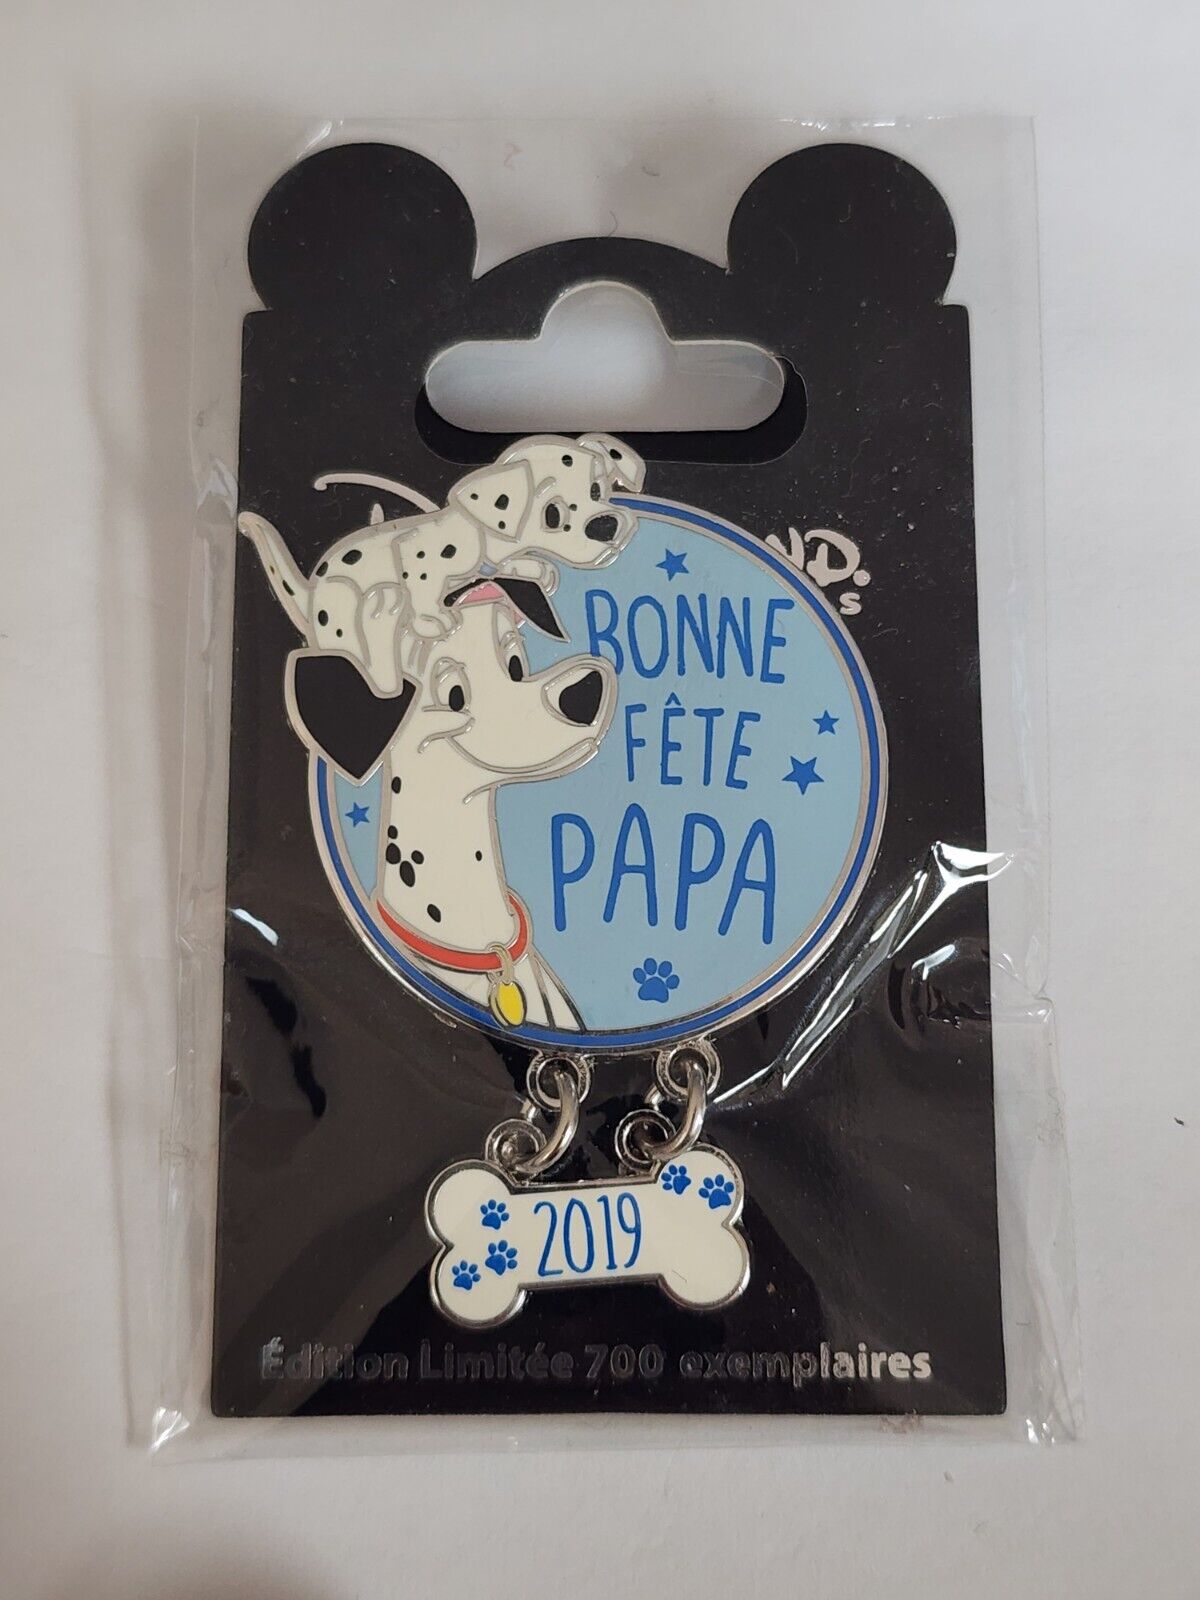 BONNE
FÊTE
PAPA
2019
Édition Limitée 700 exemplaires